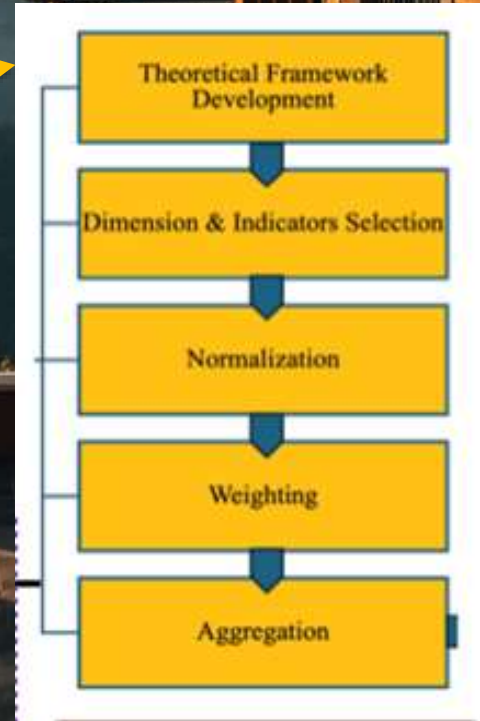 Theoretical Framework
Development
Dimension & Indicators Selection
Normalization
Weighting
Aggregation